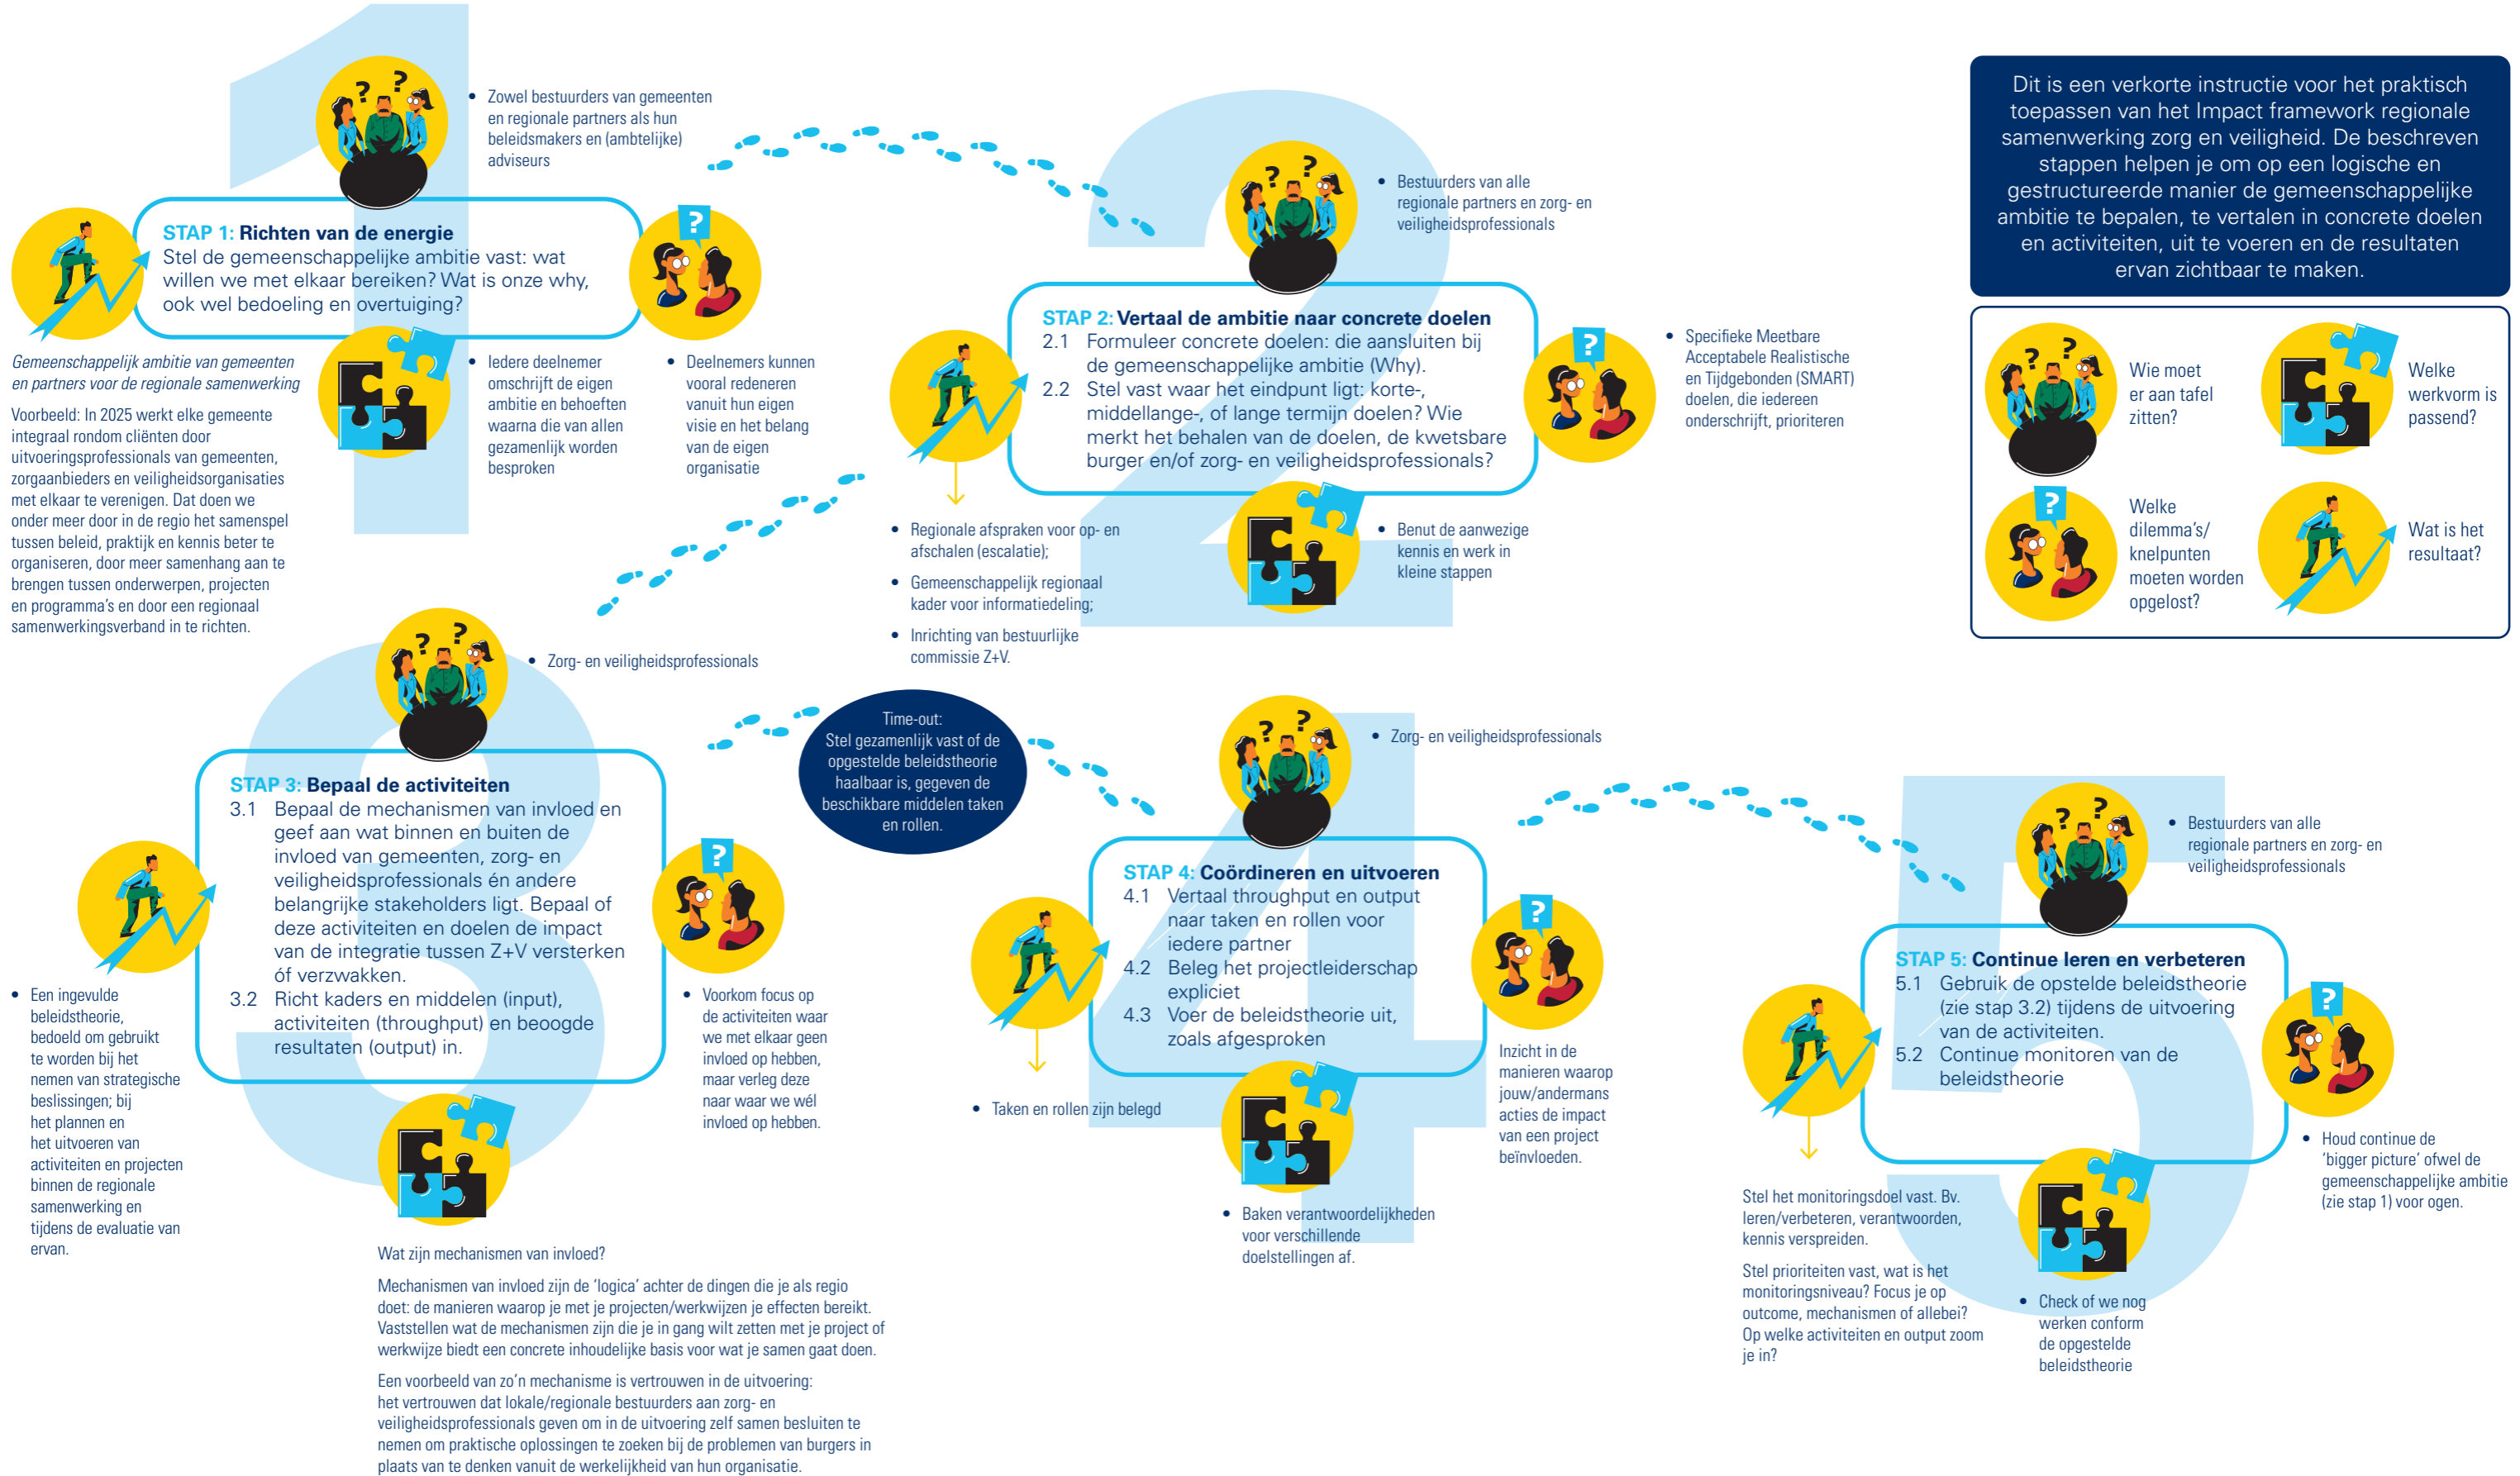 Zowel bestuurders van gemeenten
en regionale partners als hun
beleidsmakers en (ambtelijke)
adviseurs
STAP 1: Richten van de energie
Stel de gemeenschappelijke ambitie vast: wat
willen we met elkaar bereiken? Wat is onze why,
ook wel bedoeling en overtuiging?
Gemeenschappelijk ambitie van gemeenten
en partners voor de regionale samenwerking
Voorbeeld: In 2025 werkt elke gemeente
integraal rondom cliënten door
uitvoeringsprofessionals van gemeenten,
zorgaanbieders en veiligheidsorganisaties
met elkaar te verenigen. Dat doen we
onder meer door in de regio het samenspel
tussen beleid, praktijk en kennis beter te
organiseren, door meer samenhang aan te
brengen tussen onderwerpen, projecten
en programma's en door een regionaal
samenwerkingsverband in te richten.
• Iedere deelnemer
omschrijft de eigen
ambitie en behoeften
waarna die van allen
gezamenlijk worden
besproken
• Deelnemers kunnen
vooral redeneren
vanuit hun eigen
visie en het belang
van de eigen
organisatie
• Bestuurders van alle
regionale partners en zorg- en
veiligheidsprofessionals
STAP 2: Vertaal de ambitie naar concrete doelen
2.1 Formuleer concrete doelen: die aansluiten bij
de gemeenschappelijke ambitie (Why).
2.2 Stel vast waar het eindpunt ligt: korte-,
middellange-, of lange termijn doelen? Wie
merkt het behalen van de doelen, de kwetsbare
burger en/of zorg- en veiligheidsprofessionals?
• Specifieke Meetbare
Acceptabele Realistische
en Tijdgebonden (SMART)
doelen, die iedereen
onderschrijft, prioriteren
• Regionale afspraken voor op- en
afschalen (escalatie);
• Gemeenschappelijk regionaal
kader voor informatiedeling;
• Inrichting van bestuurlijke
commissie Z+V.
• Benut de aanwezige
kennis en werk in
kleine stappen
Dit is een verkorte instructie voor het praktisch
toepassen van het Impact framework regionale
samenwerking zorg en veiligheid. De beschreven
stappen helpen je om op een logische en
gestructureerde manier de gemeenschappelijke
ambitie te bepalen, te vertalen in concrete doelen
en activiteiten, uit te voeren en de resultaten
ervan zichtbaar te maken.
Wie moet
er aan tafel
zitten?
Welke
werkvorm is
passend?
Welke
dilemma's/
knelpunten
moeten worden
opgelost?
Wat is het
resultaat?
• Zorg- en veiligheidsprofessionals
STAP 3: Bepaal de activiteiten
3.1 Bepaal de mechanismen van invloed en
geef aan wat binnen en buiten de
invloed van gemeenten, zorg- en
veiligheidsprofessionals én andere
belangrijke stakeholders ligt. Bepaal of
deze activiteiten en doelen de impact
van de integratie tussen Z+V versterken
óf verzwakken.
3.2 Richt kaders en middelen (input),
activiteiten (throughput) en beoogde
resultaten (output) in.
• Een ingevulde
beleidstheorie,
bedoeld om gebruikt
te worden bij het
nemen van strategische
beslissingen; bij
het plannen en
het uitvoeren van
activiteiten en projecten
binnen de regionale
samenwerking en
tijdens de evaluatie van
ervan.
• Voorkom focus op
de activiteiten waar
we met elkaar geen
invloed op hebben,
maar verleg deze
naar waar we wél
invloed op hebben.
Wat zijn mechanismen van invloed?
Mechanismen van invloed zijn de 'logica' achter de dingen die je als regio
doet: de manieren waarop je met je projecten/werkwijzen je effecten bereikt.
Vaststellen wat de mechanismen zijn die je in gang wilt zetten met je project of
werkwijze biedt een concrete inhoudelijke basis voor wat je samen gaat doen.
Een voorbeeld van zo'n mechanisme is vertrouwen in de uitvoering:
het vertrouwen dat lokale/regionale bestuurders aan zorg- en
veiligheidsprofessionals geven om in de uitvoering zelf samen besluiten te
nemen om praktische oplossingen te zoeken bij de problemen van burgers in
plaats van te denken vanuit de werkelijkheid van hun organisatie.
Time-out:
Stel gezamenlijk vast of de
opgestelde beleidstheorie
haalbaar is, gegeven de
beschikbare middelen taken
en rollen.
• Zorg- en veiligheidsprofessionals
STAP 4: Coördineren en uitvoeren
4.1 Vertaal throughput en output
naar taken en rollen voor
iedere partner
4.2 Beleg het projectleiderschap
expliciet
4.3 Voer de beleidstheorie uit,
zoals afgesproken
• Taken en rollen zijn belegd
Inzicht in de
manieren waarop
jouw/andermans
acties de impact
van een project
beïnvloeden.
• Baken verantwoordelijkheden
voor verschillende
doelstellingen af.
• Bestuurders van alle
regionale partners en zorg- en
veiligheidsprofessionals
STAP 5: Continue leren en verbeteren
5.1 Gebruik de opstelde beleidstheorie
(zie stap 3.2) tijdens de uitvoering
van de activiteiten.
5.2 Continue monitoren van de
beleidstheorie
Stel het monitoringsdoel vast. Bv.
leren/verbeteren, verantwoorden,
kennis verspreiden.
Stel prioriteiten vast, wat is het
monitoringsniveau? Focus je op
outcome, mechanismen of allebei?
Op welke activiteiten en output zoom
je in?
• Check of we nog
werken conform
de opgestelde
beleidstheorie
• Houd continue de
'bigger picture' ofwel de
gemeenschappelijke ambitie
(zie stap 1) voor ogen.